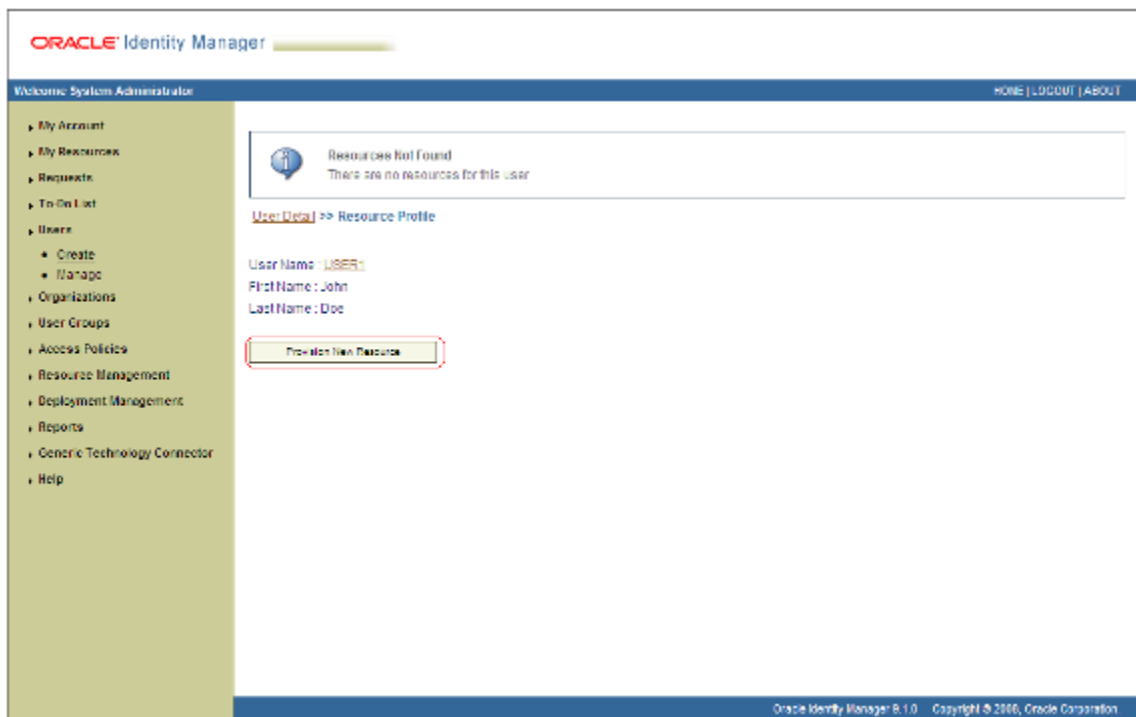 ORACLE Identity Manager
Welcome System Administrator
HOME | LOGOUT | ABOUT
My Account
My Resources
Requests
To-Do List
Users
Create
Manage
Organizations
User Groups
Access Policies
Resource Management
Deployment Management
Reports
Generic Technology Connector
Help
Resources Not Found
There are no resources for this user
User Detail >> Resource Profile
User Name : USER1
First Name : John
Last Name : Doe
Provision New Resource
Oracle Identity Manager 9.1.0 Copyright © 2008, Oracle Corporation.